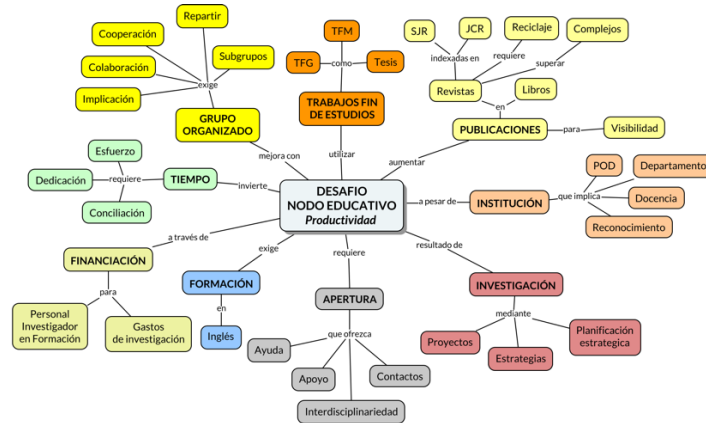 Repartir
Cooperación
Colaboración
Implicación
Subgrupos
exige
GRUPO
ORGANIZADO
mejora con
TFM
TFG
como
Tesis
TRABAJOS FIN
DE ESTUDIOS
utilizar
SJR
JCR
Reciclaje
Complejos
indexadas en
requiere
superar
Revistas
Libros
en
PUBLICACIONES
para
Visibilidad
aumentar
Esfuerzo
Dedicación
requiere
TIEMPO
Conciliación
invierte
DESAFIO
NODO EDUCATIVO
Productividad
a pesar de
INSTITUCIÓN
que implica
POD
Departamento
Docencia
Reconocimiento
a través de
FINANCIACIÓN
para
Personal
Investigador
en Formación
Gastos
de investigación
exige
FORMACIÓN
en
Inglés
requiere
APERTURA
que ofrezca
Ayuda
Apoyo
Contactos
Interdisciplinariedad
resultado de
INVESTIGACIÓN
mediante
Proyectos
Estrategias
Planificación
estrategica